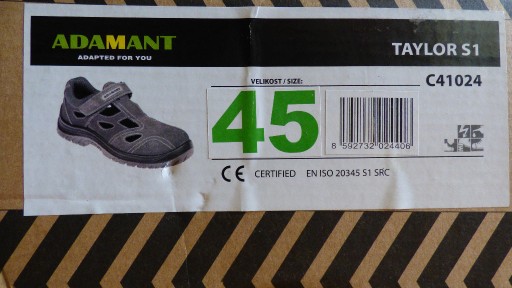 ADAMANT
ADAPTED FOR YOU
TAYLOR S1
VELIKOST / SIZE:
C41024
45
8 592732 024406
CE CERTIFIED EN ISO 20345 S1 SRC